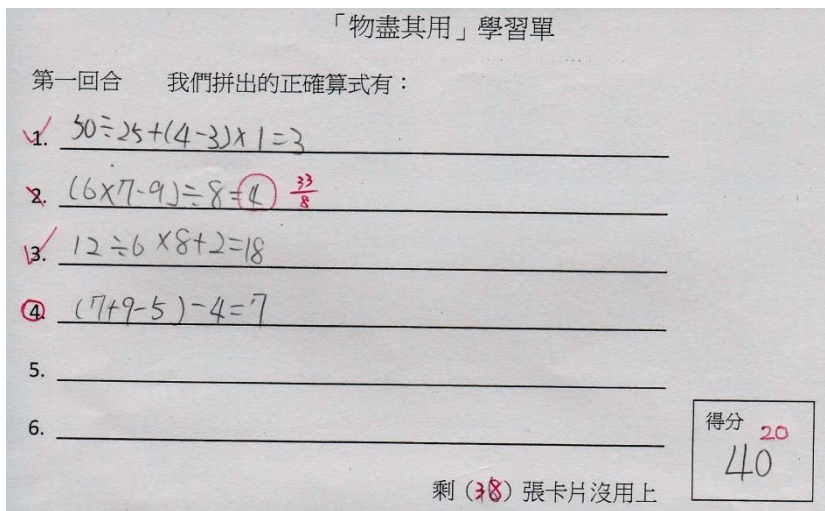 「物盡其用」學習單
第一回合 我們拼出的正確算式有：
1. 50÷25+(4-3)×1=3
2. (6×7-9)÷8=4 33/8
3. 12÷6×8+2=18
4. (7+9-5)-4=7
5.
6.
得分 20
40
剩（38）張卡片沒用上